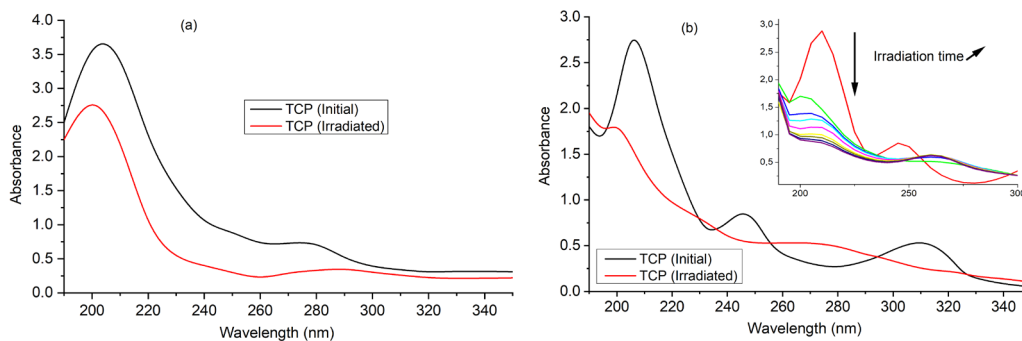 (a)
4.0
3.5
3.0
2.5
2.0
1.5
1.0
0.5
0.0
Absorbance
TCP (Initial)
TCP (Irradiated)
200 220 240 260 280 300 320 340
Wavelength (nm)
(b)
3.0
2.5
2.0
1.5
1.0
0.5
0.0
Absorbance
TCP (Initial)
TCP (Irradiated)
200 220 240 260 280 300 320 340
Wavelength (nm)
3,0
2,5
2,0
1,5
1,0
0,5
Irradiation time
200 250 300